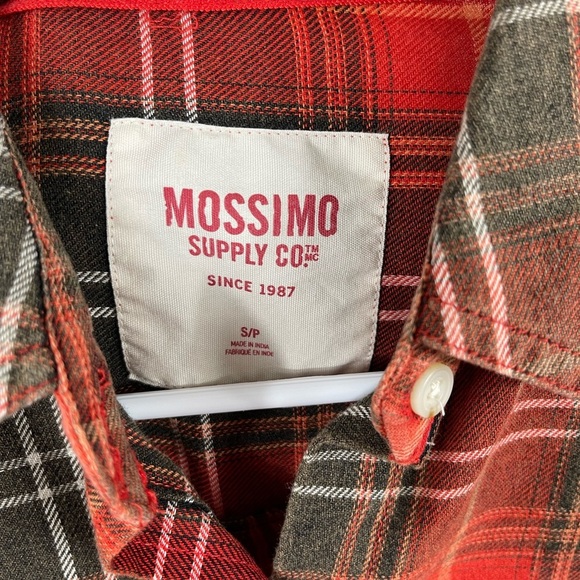 MOSSIMO
SUPPLY CO.™ MC
SINCE 1987
S/P
MADE IN INDIA
FABRIQUÉ EN INDE